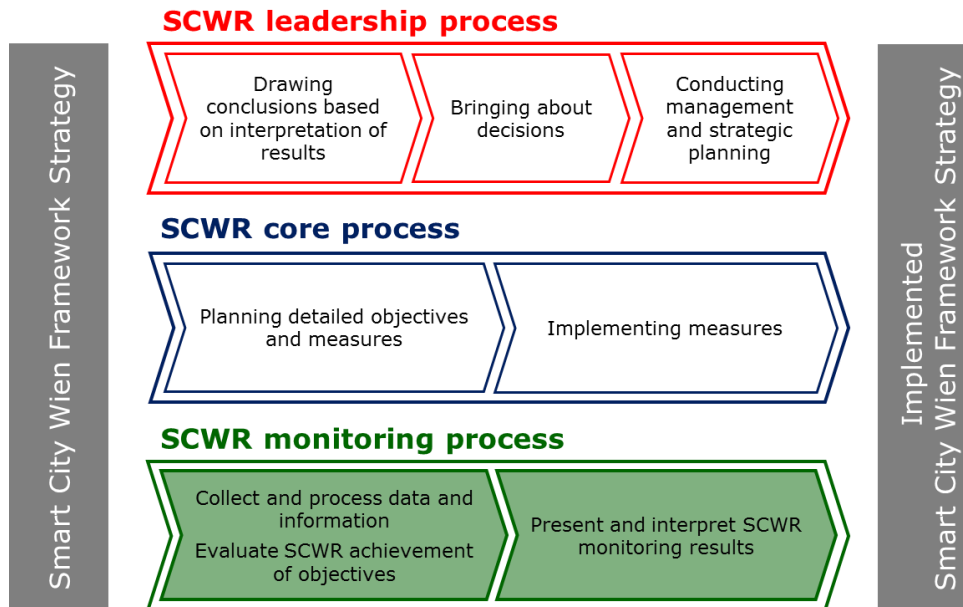 Smart City Wien Framework Strategy
SCWR leadership process
Drawing
conclusions based
on interpretation of
results
Bringing about
decisions
Conducting
management
and strategic
planning
SCWR core process
Planning detailed objectives
and measures
Implementing measures
SCWR monitoring process
Collect and process data and
information
Evaluate SCWR achievement
of objectives
Present and interpret SCWR
monitoring results
Implemented
Smart City Wien Framework Strategy